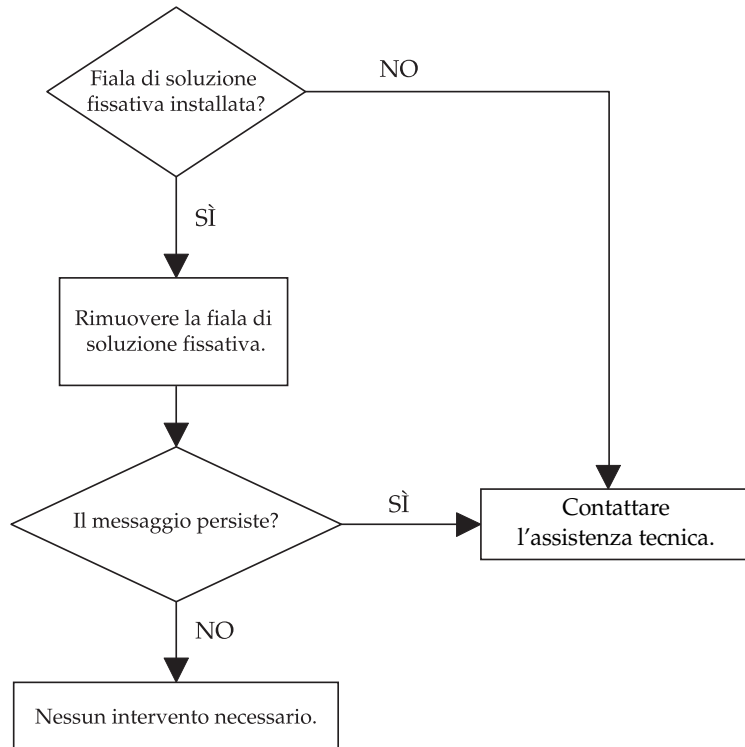 Fiala di soluzione
fissativa installata?
NO
SÌ
Rimuovere la fiala di
soluzione fissativa.
Il messaggio persiste?
SÌ
Contattare
l’assistenza tecnica.
NO
Nessun intervento necessario.